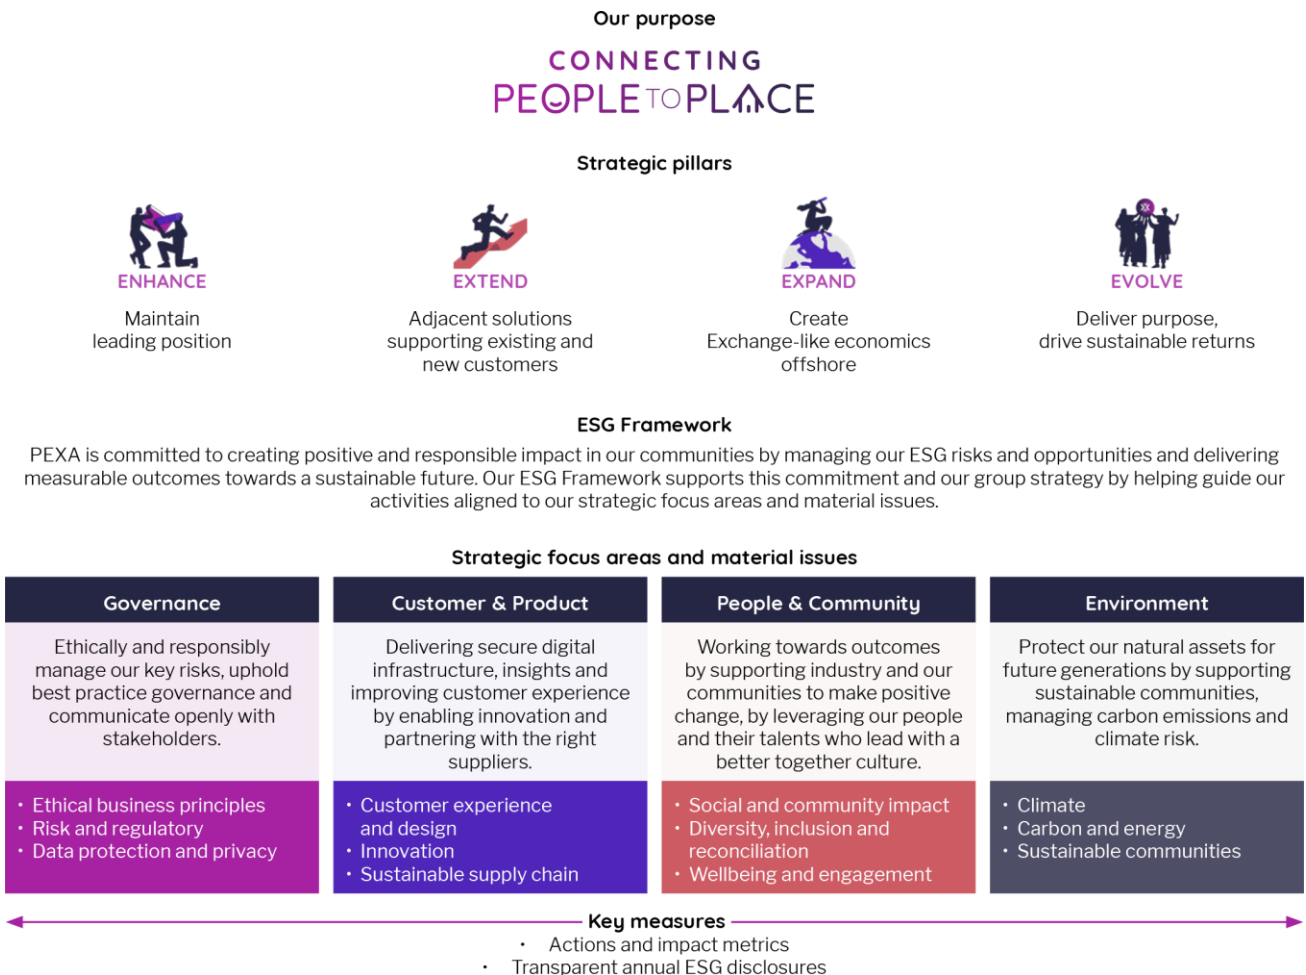 Our purpose
CONNECTING
PEOPLE TO PLACE
Strategic pillars
ENHANCE
Maintain
leading position
EXTEND
Adjacent solutions
supporting existing and
new customers
EXPAND
Create
Exchange-like economics
offshore
EVOLVE
Deliver purpose,
drive sustainable returns
ESG Framework
PEXA is committed to creating positive and responsible impact in our communities by managing our ESG risks and opportunities and delivering
measurable outcomes towards a sustainable future. Our ESG Framework supports this commitment and our group strategy by helping guide our
activities aligned to our strategic focus areas and material issues.
Strategic focus areas and material issues
Governance
Ethically and responsibly
manage our key risks, uphold
best practice governance and
communicate openly with
stakeholders.
• Ethical business principles
• Risk and regulatory
• Data protection and privacy
Customer & Product
Delivering secure digital
infrastructure, insights and
improving customer experience
by enabling innovation and
partnering with the right
suppliers.
• Customer experience
and design
• Innovation
• Sustainable supply chain
People & Community
Working towards outcomes
by supporting industry and our
communities to make positive
change, by leveraging our people
and their talents who lead with a
better together culture.
• Social and community impact
• Diversity, inclusion and
reconciliation
• Wellbeing and engagement
Environment
Protect our natural assets for
future generations by supporting
sustainable communities,
managing carbon emissions and
climate risk.
• Climate
• Carbon and energy
• Sustainable communities
Key measures
• Actions and impact metrics
• Transparent annual ESG disclosures